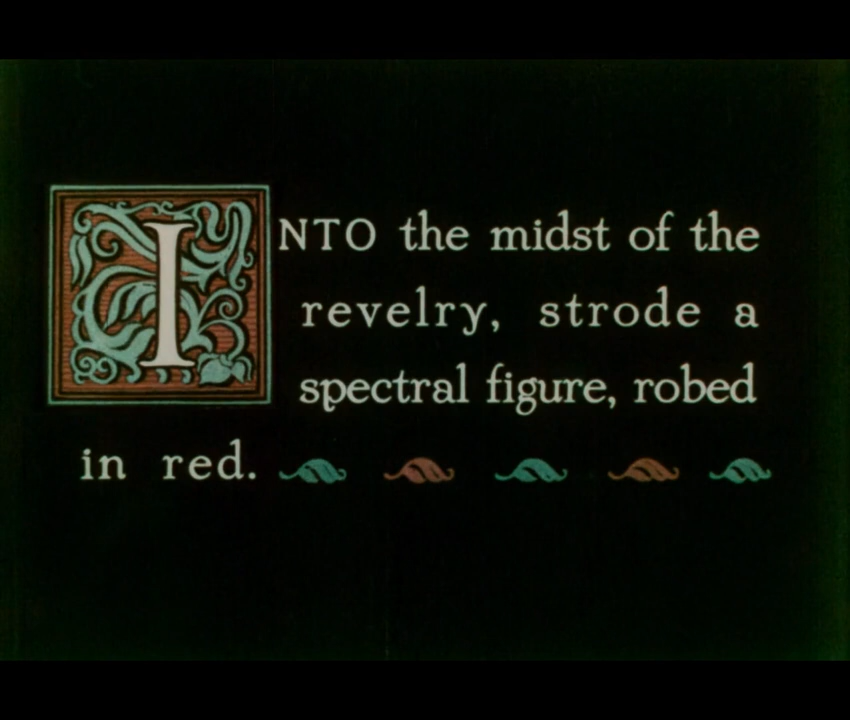 INTO the midst of the
revelry, strode a
spectral figure, robed
in red.